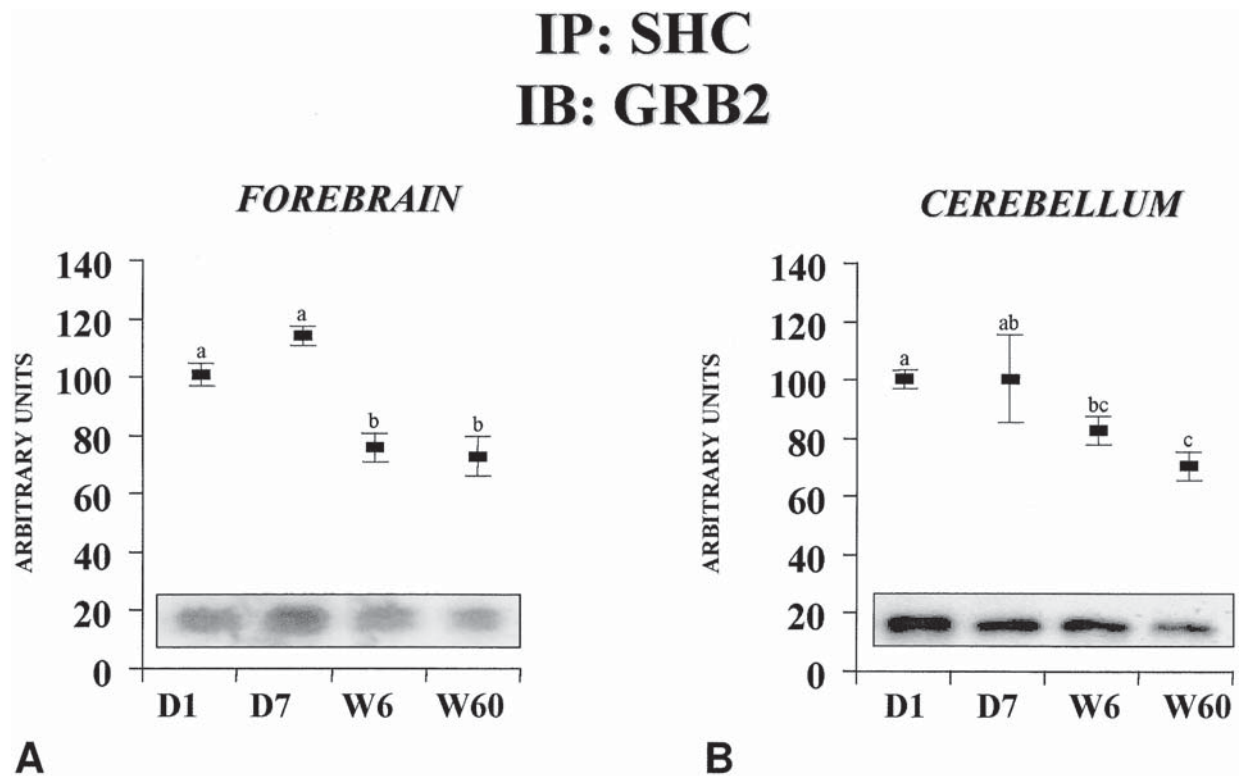 IP: SHC
IB: GRB2
FOREBRAIN
ARBITRARY UNITS
140
120
100
80
60
40
20
0
a
a
b
b
D1 D7 W6 W60
A
CEREBELLUM
ARBITRARY UNITS
140
120
100
80
60
40
20
0
a
ab
bc
c
D1 D7 W6 W60
B